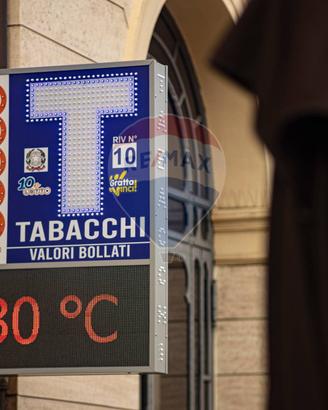 T
RIV N°
10
10 e LOTTO
Gratta e Vinci!
TABACCHI
VALORI BOLLATI
30 °C
RE/MAX